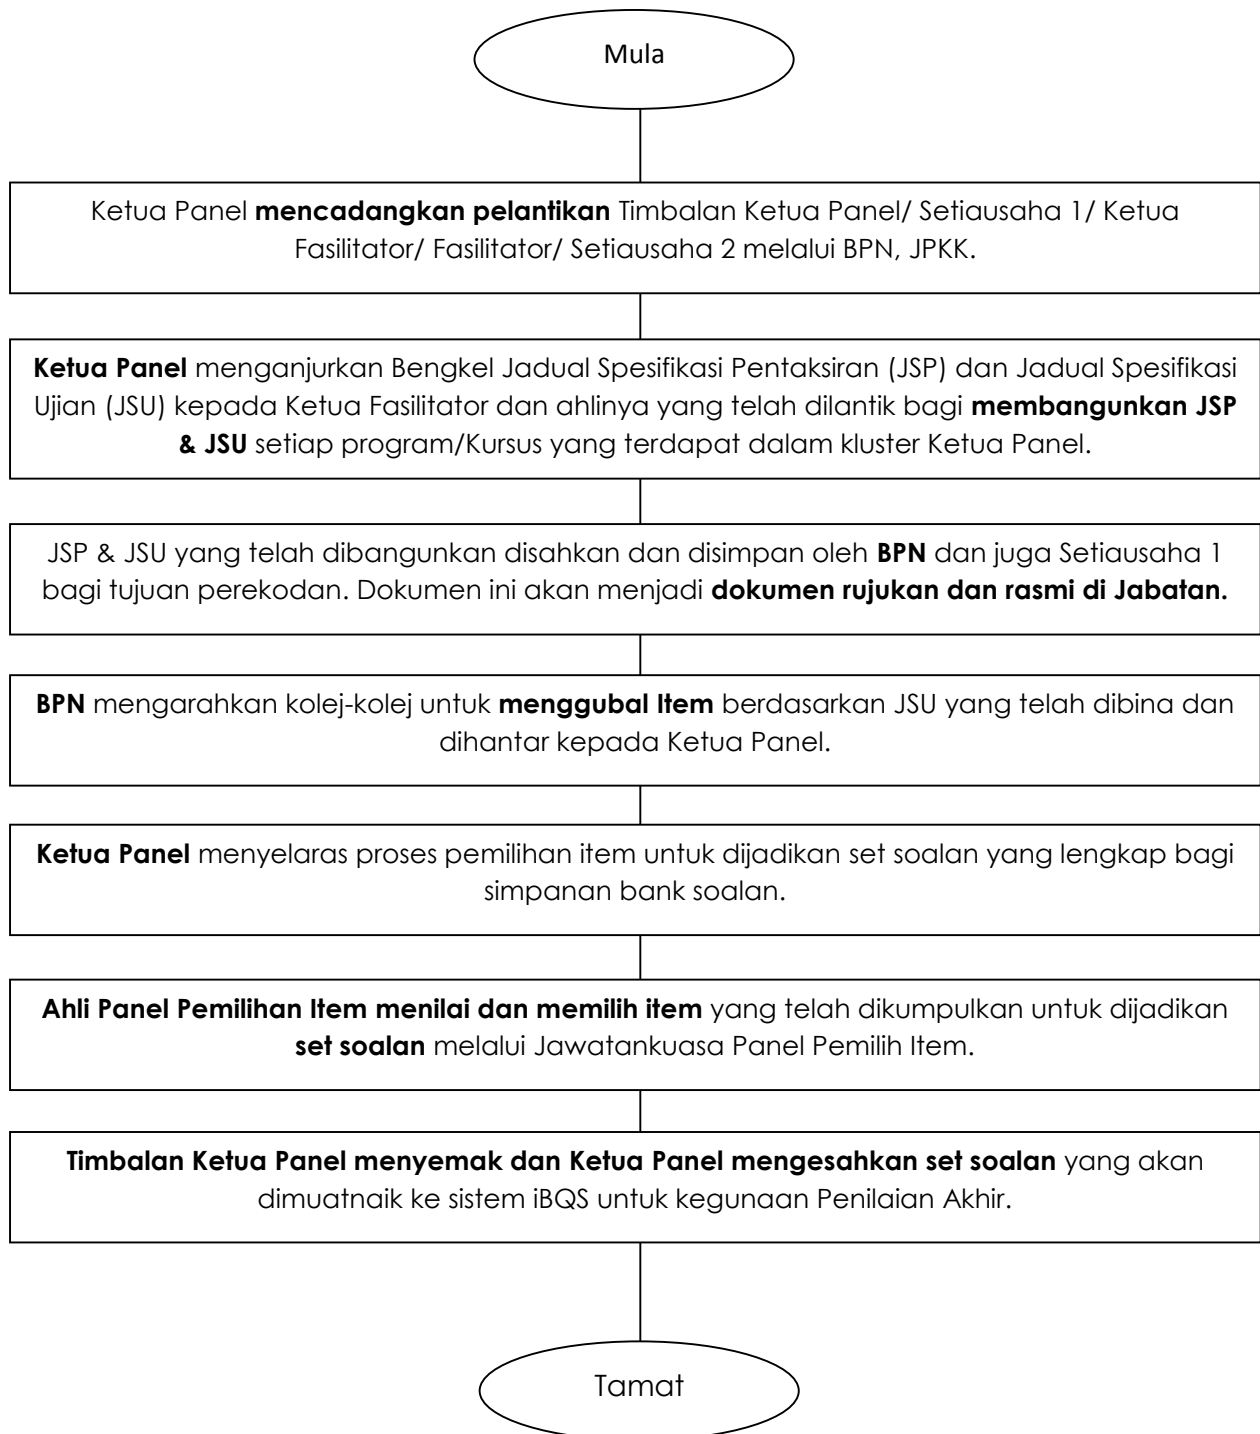 Mula
Ketua Panel mencadangkan pelantikan Timbalan Ketua Panel/ Setiausaha 1/ Ketua
Fasilitator/ Fasilitator/ Setiausaha 2 melalui BPN, JPKK.
Ketua Panel menganjurkan Bengkel Jadual Spesifikasi Pentaksiran (JSP) dan Jadual Spesifikasi
Ujian (JSU) kepada Ketua Fasilitator dan ahlinya yang telah dilantik bagi membangunkan JSP
& JSU setiap program/Kursus yang terdapat dalam kluster Ketua Panel.
JSP & JSU yang telah dibangunkan disahkan dan disimpan oleh BPN dan juga Setiausaha 1
bagi tujuan perekodan. Dokumen ini akan menjadi dokumen rujukan dan rasmi di Jabatan.
BPN mengarahkan kolej-kolej untuk menggubal Item berdasarkan JSU yang telah dibina dan
dihantar kepada Ketua Panel.
Ketua Panel menyelaras proses pemilihan item untuk dijadikan set soalan yang lengkap bagi
simpanan bank soalan.
Ahli Panel Pemilihan Item menilai dan memilih item yang telah dikumpulkan untuk dijadikan
set soalan melalui Jawatankuasa Panel Pemilih Item.
Timbalan Ketua Panel menyemak dan Ketua Panel mengesahkan set soalan yang akan
dimuatnaik ke sistem iBQS untuk kegunaan Penilaian Akhir.
Tamat